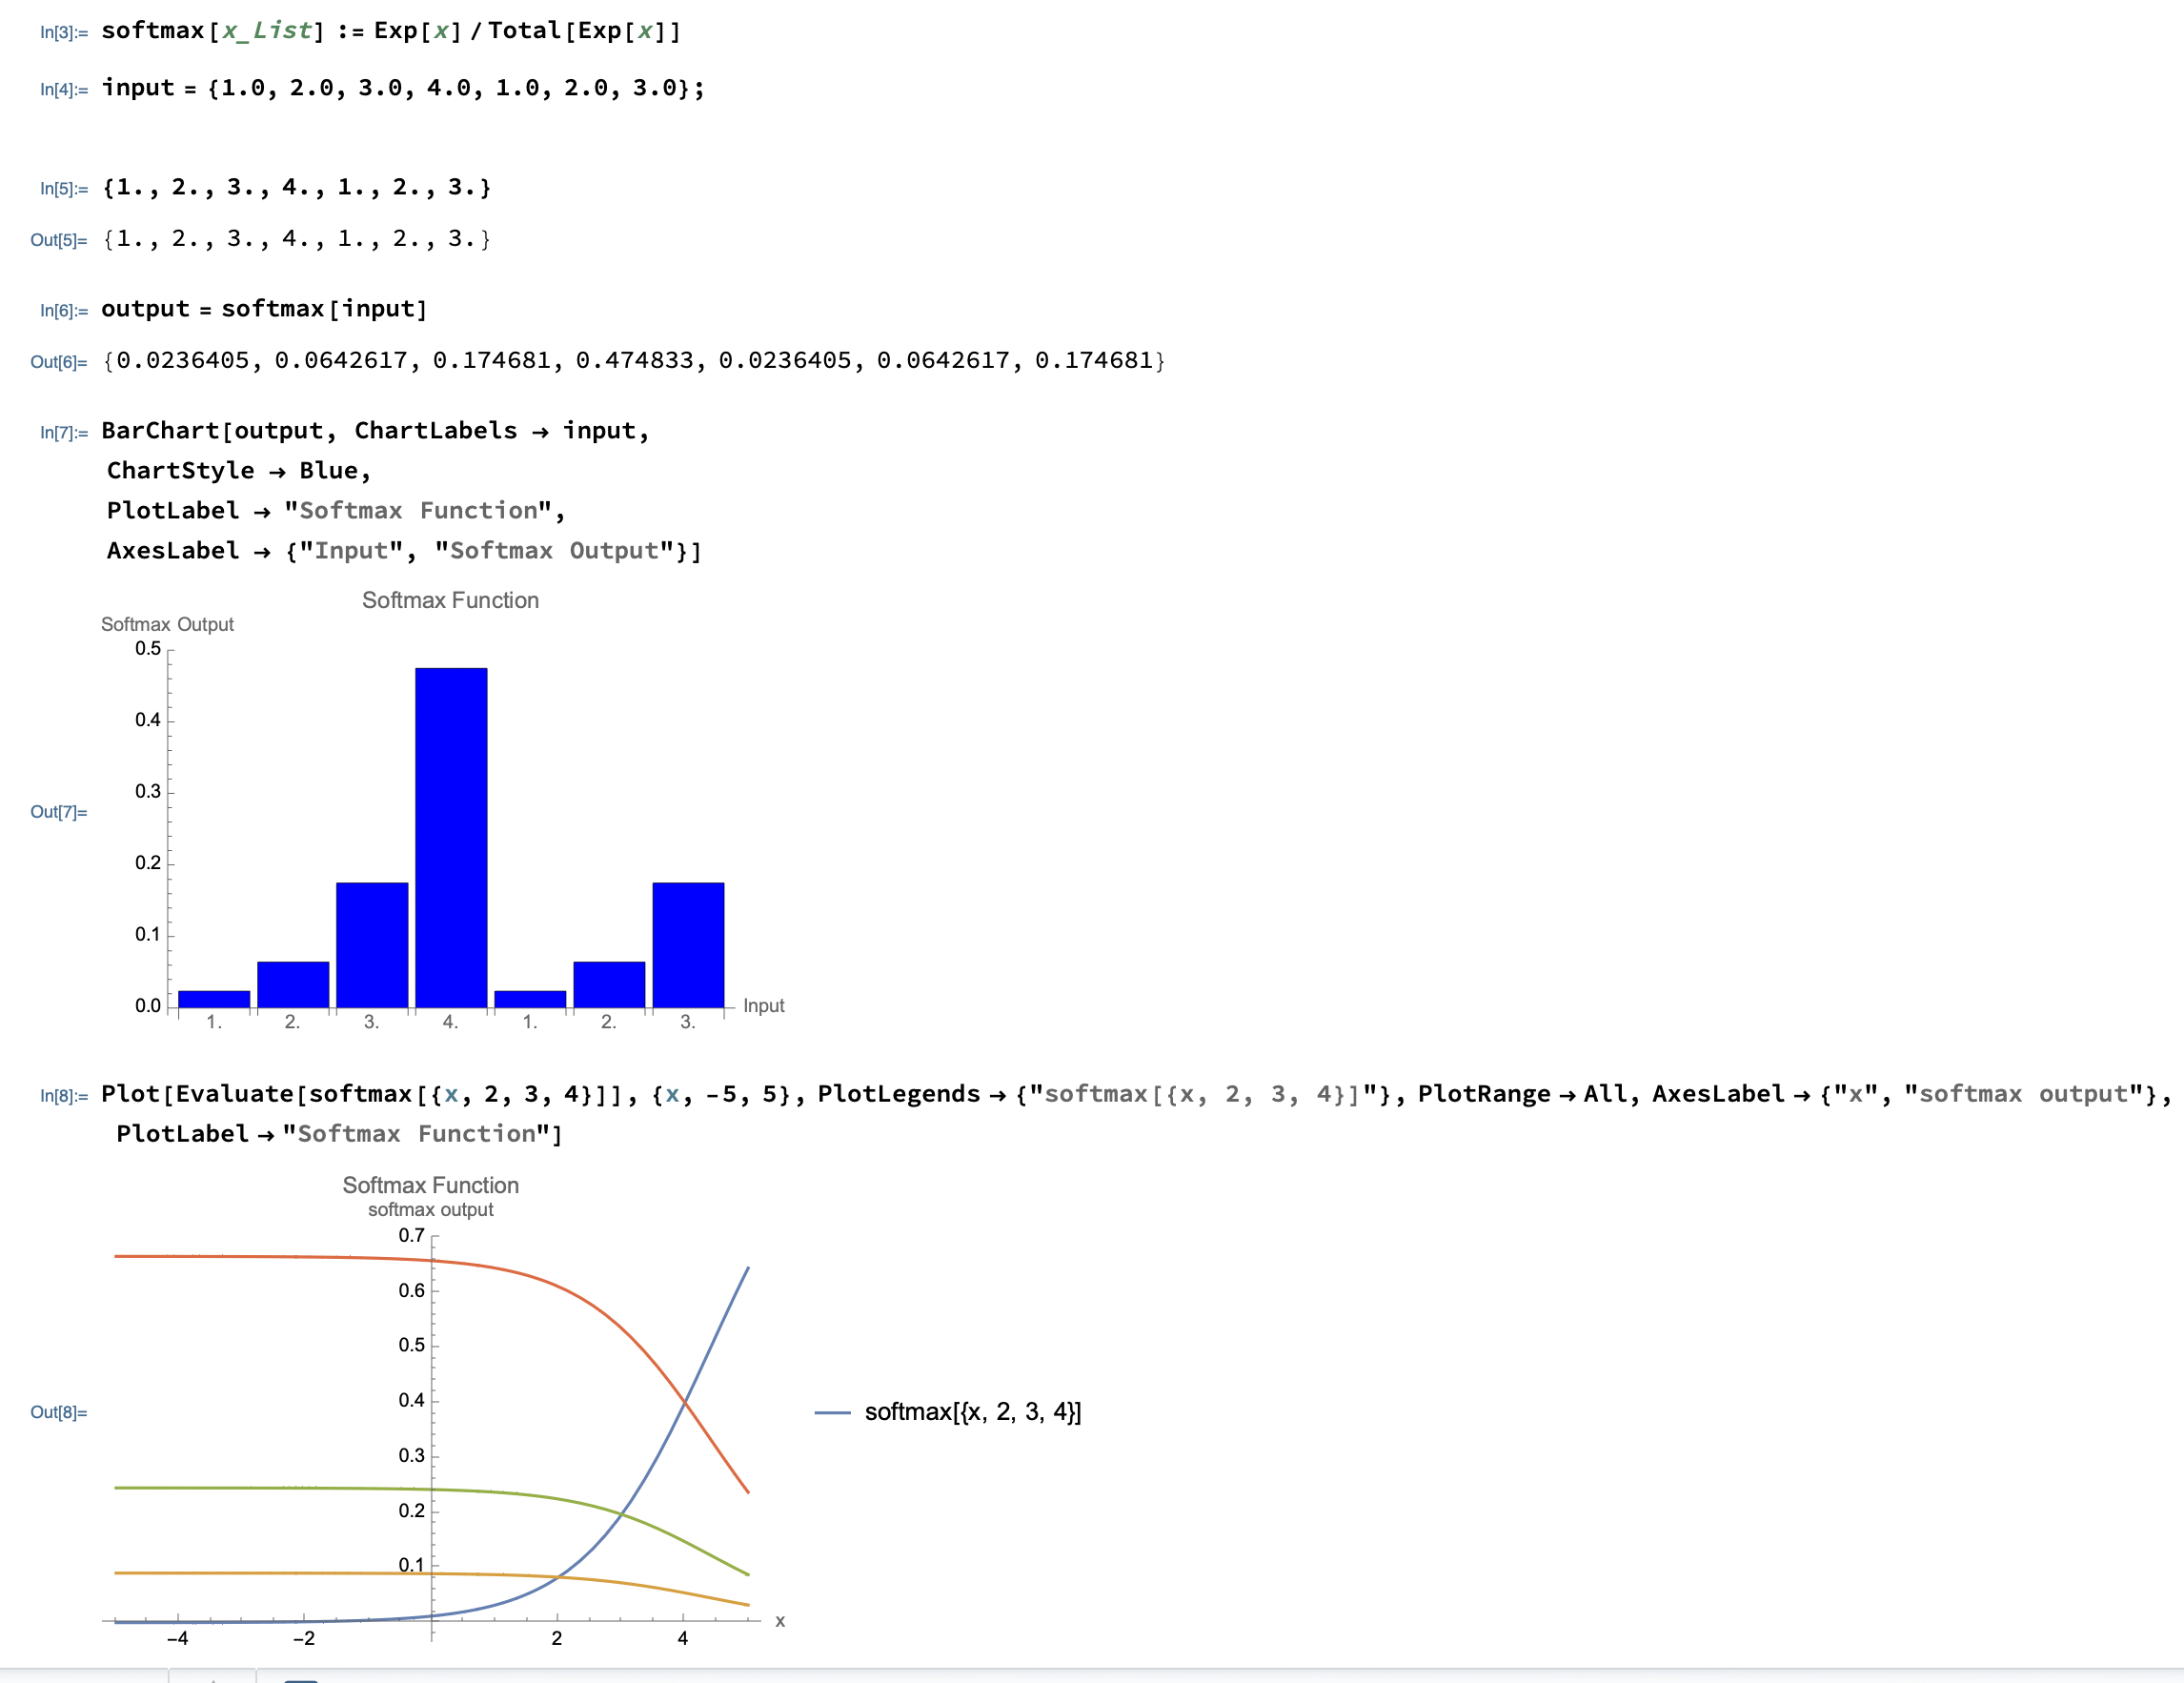 In[3]:= softmax[x_List] := Exp[x] / Total[Exp[x]]
In[4]:= input = {1.0, 2.0, 3.0, 4.0, 1.0, 2.0, 3.0};
In[5]:= {1., 2., 3., 4., 1., 2., 3.}
Out[5]= {1., 2., 3., 4., 1., 2., 3.}
In[6]:= output = softmax[input]
Out[6]= {0.0236405, 0.0642617, 0.174681, 0.474833, 0.0236405, 0.0642617, 0.174681}
In[7]:= BarChart[output, ChartLabels → input,
ChartStyle → Blue,
PlotLabel → "Softmax Function",
AxesLabel → {"Input", "Softmax Output"}]
Softmax Function
Softmax Output
0.5
0.4
0.3
Out[7]=
0.2
0.1
0.0
Input
1. 2. 3. 4. 1. 2. 3.
In[8]:= Plot[Evaluate[softmax[{x, 2, 3, 4}]], {x, -5, 5}, PlotLegends → {"softmax[{x, 2, 3, 4}]"}, PlotRange → All, AxesLabel → {"x", "softmax output"},
PlotLabel → "Softmax Function"]
Softmax Function
softmax output
0.7
0.6
0.5
0.4
Out[8]=
softmax[{x, 2, 3, 4}]
0.3
0.2
0.1
x
-4 -2 2 4